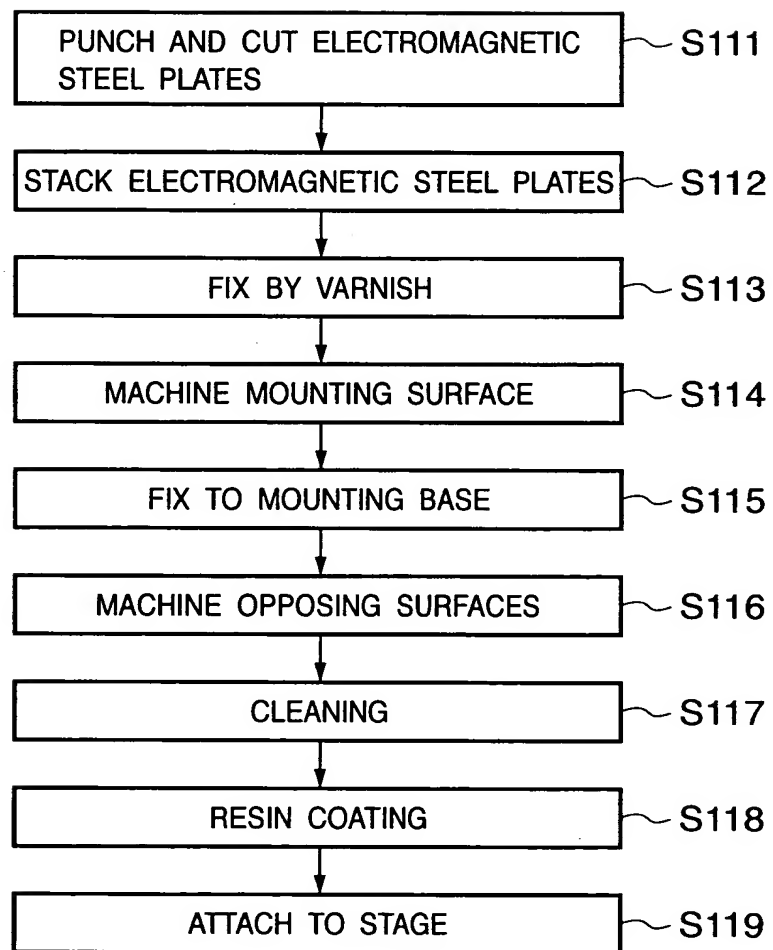 PUNCH AND CUT ELECTROMAGNETIC
STEEL PLATES
S111
STACK ELECTROMAGNETIC STEEL PLATES
S112
FIX BY VARNISH
S113
MACHINE MOUNTING SURFACE
S114
FIX TO MOUNTING BASE
S115
MACHINE OPPOSING SURFACES
S116
CLEANING
S117
RESIN COATING
S118
ATTACH TO STAGE
S119